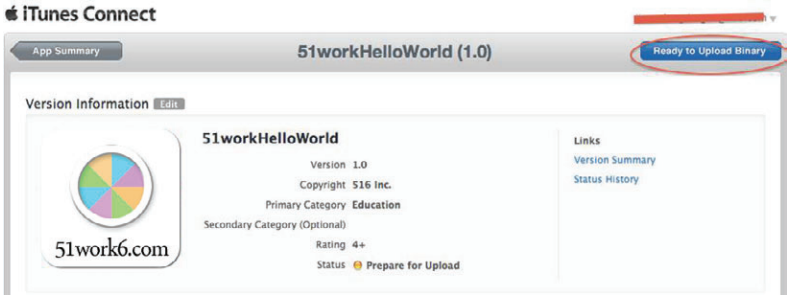 iTunes Connect
App Summary
51workHelloWorld (1.0)
Ready to Upload Binary
Version Information Edit
51workHelloWorld
Version 1.0
Copyright 516 Inc.
Primary Category Education
Secondary Category (Optional)
Rating 4+
Status Prepare for Upload
51work6.com
Links
Version Summary
Status History